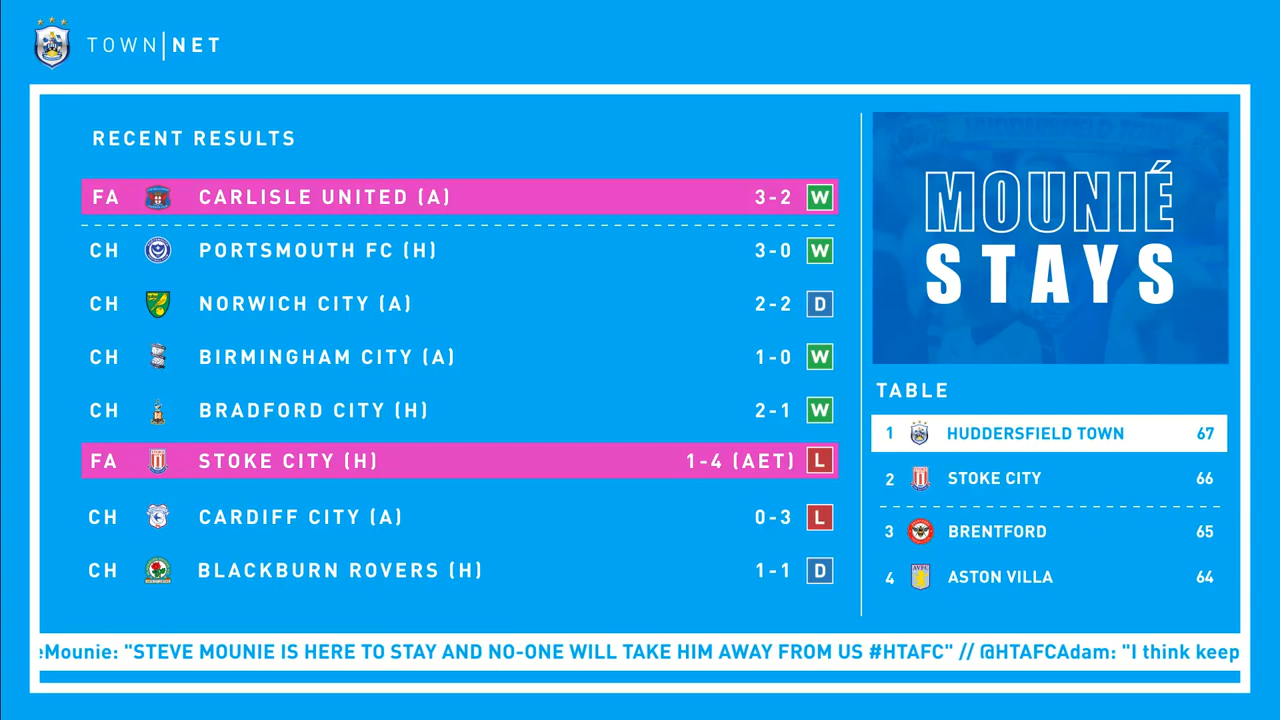 TOWN|NET
RECENT RESULTS
FA CARLISLE UNITED (A) 3-2 W
CH PORTSMOUTH FC (H) 3-0 W
CH NORWICH CITY (A) 2-2 D
CH BIRMINGHAM CITY (A) 1-0 W
CH BRADFORD CITY (H) 2-1 W
FA STOKE CITY (H) 1-4 (AET) L
CH CARDIFF CITY (A) 0-3 L
CH BLACKBURN ROVERS (H) 1-1 D
MOUNIÉ
STAYS
TABLE
1 HUDDERSFIELD TOWN 67
2 STOKE CITY 66
3 BRENTFORD 65
4 ASTON VILLA 64
eMounie: "STEVE MOUNIE IS HERE TO STAY AND NO-ONE WILL TAKE HIM AWAY FROM US #HTAFC" // @HTAFCAdam: "I think keep